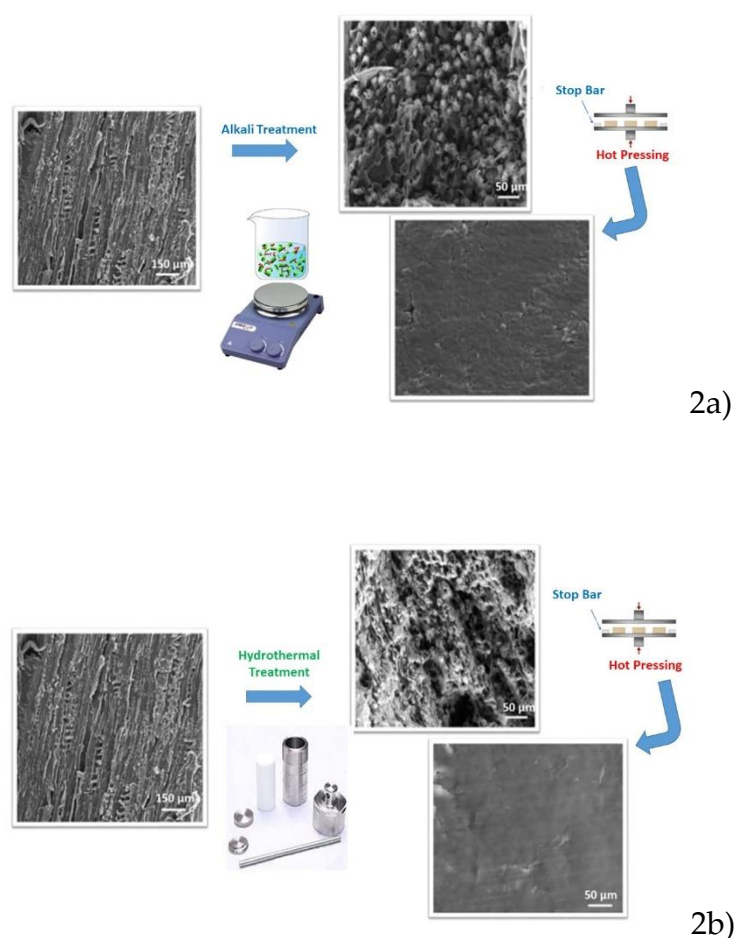 Alkali Treatment
Stop Bar
Hot Pressing
150 µm
50 µm
2a)
Hydrothermal
Treatment
Stop Bar
Hot Pressing
150 µm
50 µm
50 µm
2b)